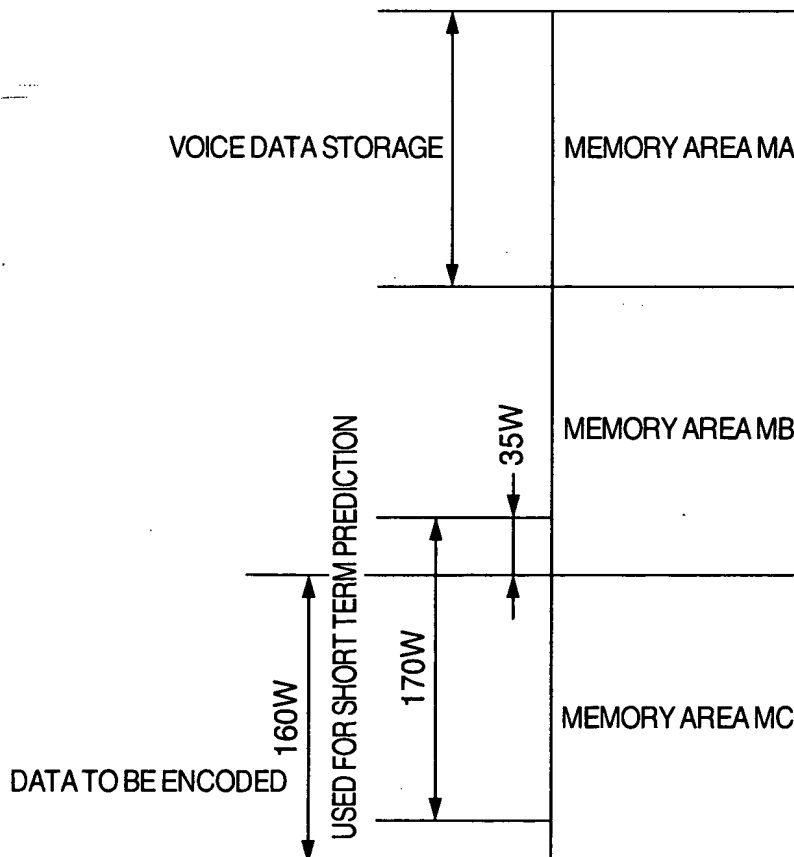 VOICE DATA STORAGE
MEMORY AREA MA
MEMORY AREA MB
35W
USED FOR SHORT TERM PREDICTION
170W
160W
MEMORY AREA MC
DATA TO BE ENCODED